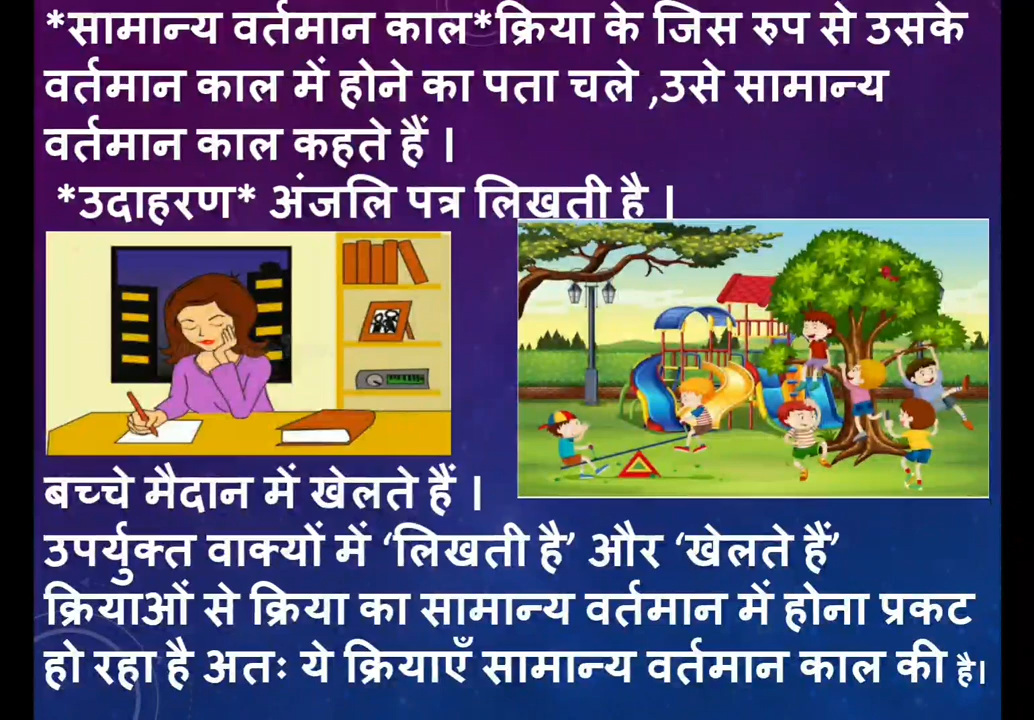 *सामान्य वर्तमान काल*क्रिया के जिस रुप से उसके
वर्तमान काल में होने का पता चले ,उसे सामान्य
वर्तमान काल कहते हैं ।
*उदाहरण* अंजलि पत्र लिखती है ।
बच्चे मैदान में खेलते हैं ।
उपर्युक्त वाक्यों में ‘लिखती है’ और ‘खेलते हैं’
क्रियाओं से क्रिया का सामान्य वर्तमान में होना प्रकट
हो रहा है अतः ये क्रियाएँ सामान्य वर्तमान काल की है।